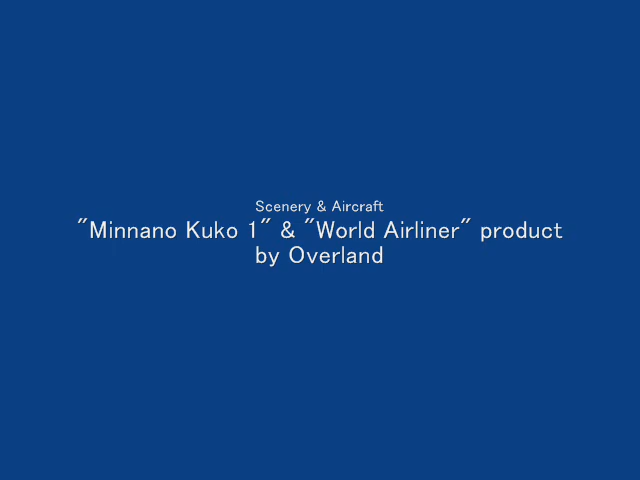 Scenery & Aircraft
"Minnano Kuko 1" & "World Airliner" product
by Overland